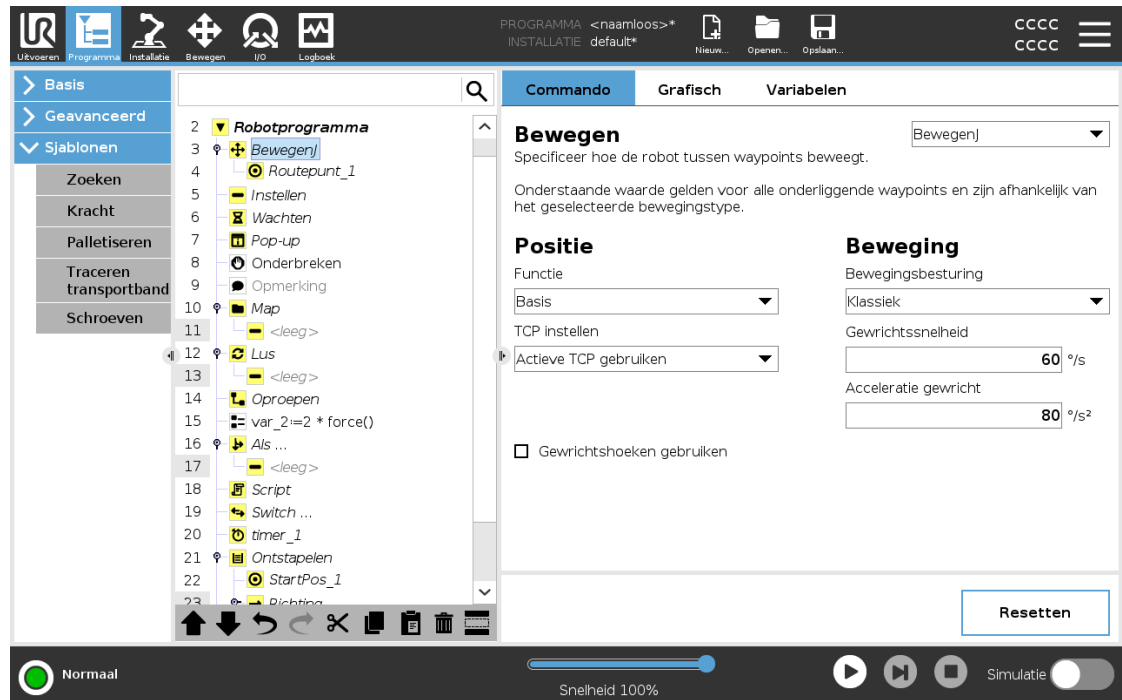 Uitvoeren
Programma
Installatie
Bewegen
I/O
Logboek
PROGRAMMA <naamloos>*
INSTALLATIE default*
Nieuw...
Openen...
Opslaan...
CCCC
CCCC
Basis
Geavanceerd
Sjablonen
Zoeken
Kracht
Palletiseren
Traceren
transportband
Schroeven
2 Robotprogramma
3 BewegenJ
4 Routepunt_1
5 Instellen
6 Wachten
7 Pop-up
8 Onderbreken
9 Opmerking
10 Map
11 <leeg>
12 Lus
13 <leeg>
14 Oproepen
15 var_2:=2 * force()
16 Als ...
17 <leeg>
18 Script
19 Switch ...
20 timer_1
21 Ontstapelen
22 StartPos_1
23 Richting
Commando
Grafisch
Variabelen
Bewegen
BewegenJ
Specificeer hoe de robot tussen waypoints beweegt.
Onderstaande waarde gelden voor alle onderliggende waypoints en zijn afhankelijk van
het geselecteerde bewegingstype.
Positie
Functie
Basis
TCP instellen
Actieve TCP gebruiken
Gewrichtshoeken gebruiken
Beweging
Bewegingsbesturing
Klassiek
Gewrichtssnelheid
60 °/s
Acceleratie gewricht
80 °/s²
Resetten
Normaal
Snelheid 100%
Simulatie